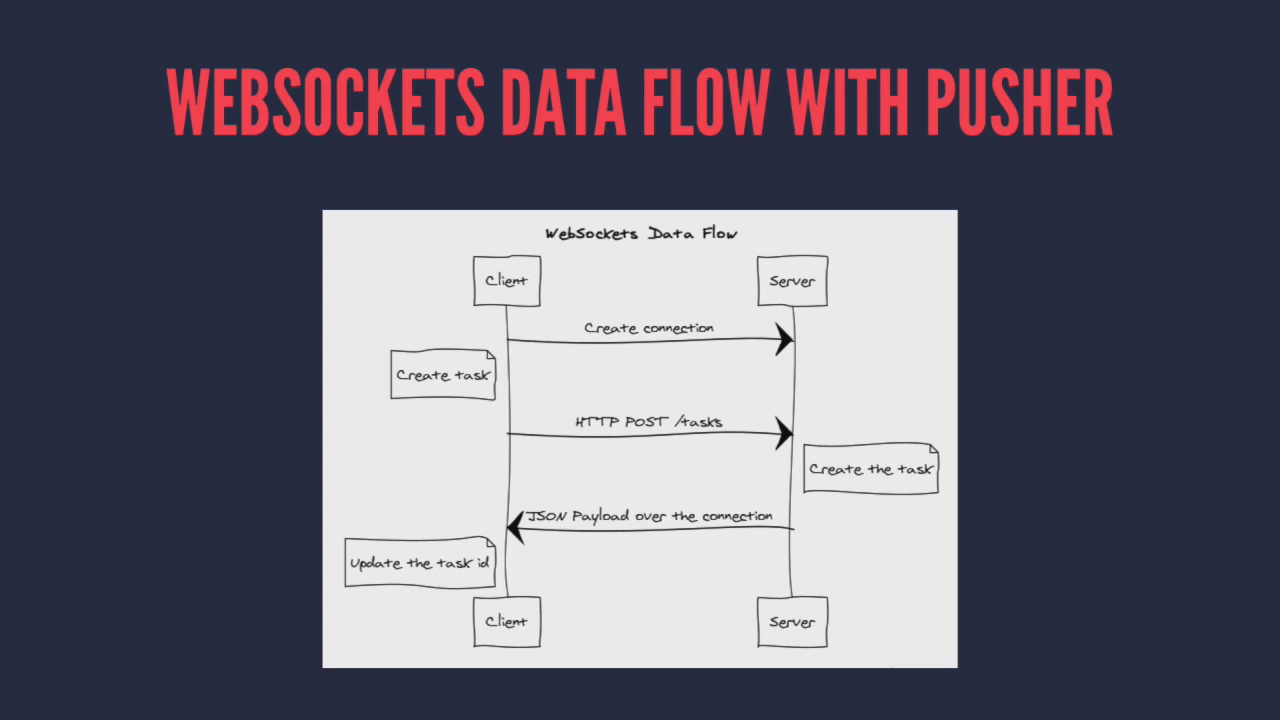 WEBSOCKETS DATA FLOW WITH PUSHER
WebSockets Data Flow
Client
Server
Create connection
Create task
HTTP POST /tasks
Create the task
JSON Payload over the connection
Update the task id
Client
Server